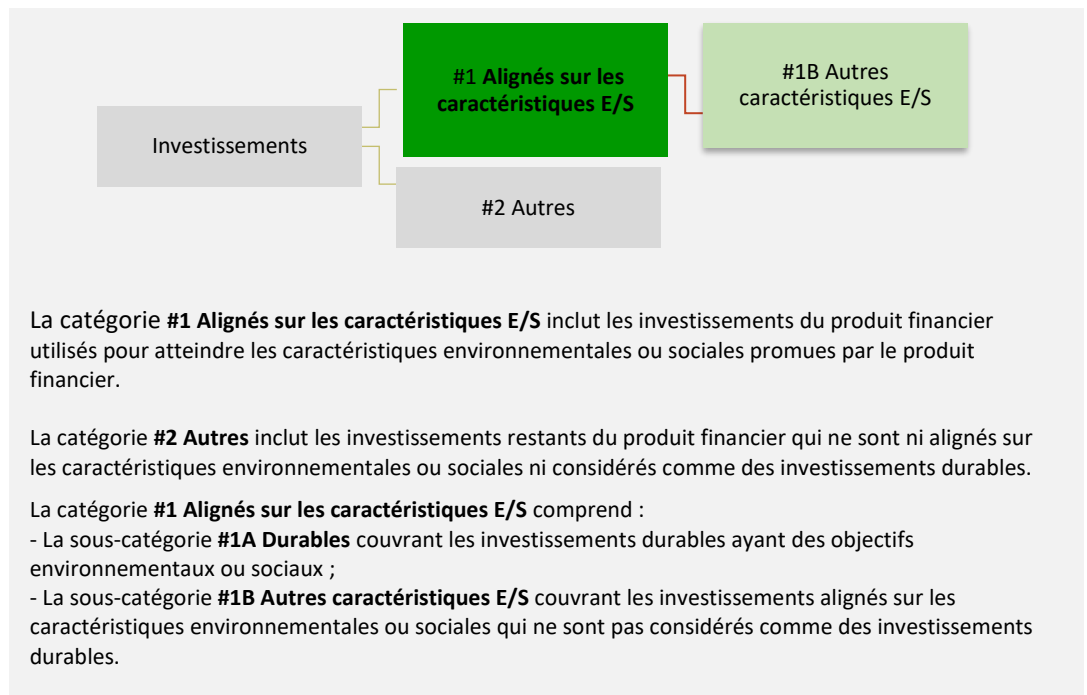 #1 Alignés sur les
caractéristiques E/S
#1B Autres
caractéristiques E/S
Investissements
#2 Autres
La catégorie #1 Alignés sur les caractéristiques E/S inclut les investissements du produit financier
utilisés pour atteindre les caractéristiques environnementales ou sociales promues par le produit
financier.
La catégorie #2 Autres inclut les investissements restants du produit financier qui ne sont ni alignés sur
les caractéristiques environnementales ou sociales ni considérés comme des investissements durables.
La catégorie #1 Alignés sur les caractéristiques E/S comprend :
- La sous-catégorie #1A Durables couvrant les investissements durables ayant des objectifs
environnementaux ou sociaux ;
- La sous-catégorie #1B Autres caractéristiques E/S couvrant les investissements alignés sur les
caractéristiques environnementales ou sociales qui ne sont pas considérés comme des investissements
durables.